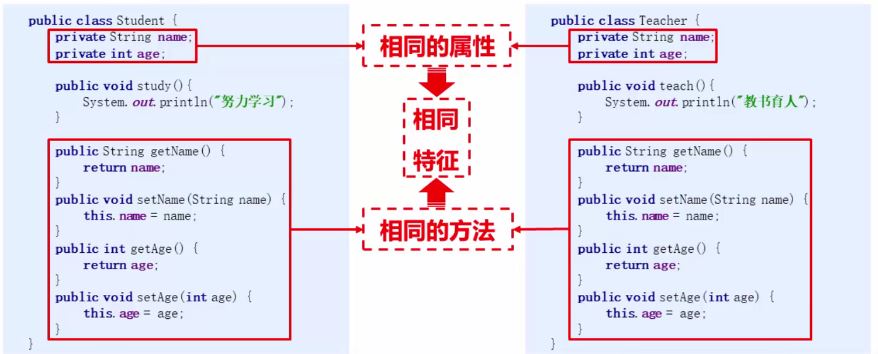 public class Student {
private String name;
private int age;
public void study(){
System.out.println("努力学习");
}
public String getName() {
return name;
}
public void setName(String name) {
this.name = name;
}
public int getAge() {
return age;
}
public void setAge(int age) {
this.age = age;
}
}
相同的属性
相同
特征
相同的方法
public class Teacher {
private String name;
private int age;
public void teach(){
System.out.println("教书育人");
}
public String getName() {
return name;
}
public void setName(String name) {
this.name = name;
}
public int getAge() {
return age;
}
public void setAge(int age) {
this.age = age;
}
}